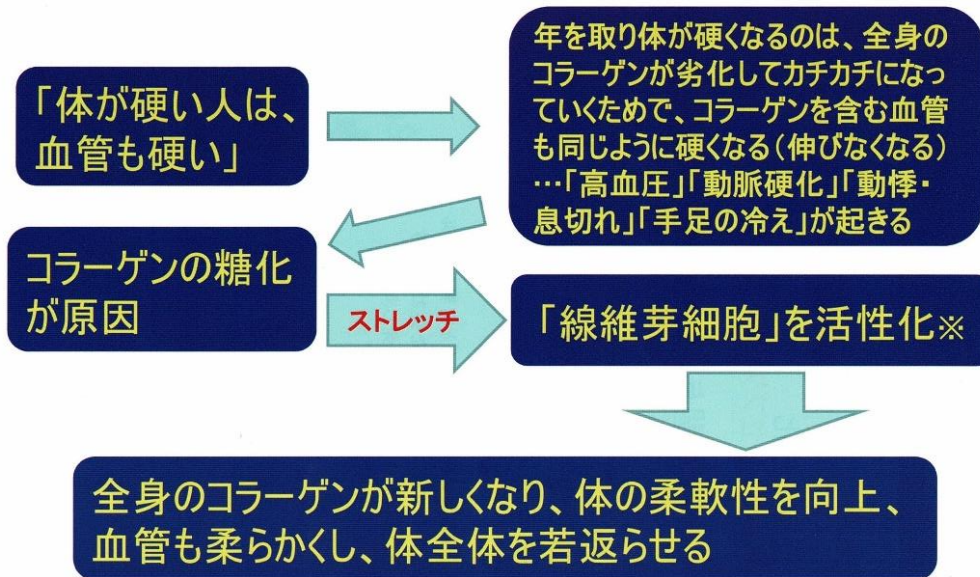 「体が硬い人は、
血管も硬い」
年を取り体が硬くなるのは、全身の
コラーゲンが劣化してカチカチになっ
ていくためで、コラーゲンを含む血管
も同じように硬くなる(伸びなくなる)
…「高血圧」「動脈硬化」「動悸・
息切れ」「手足の冷え」が起きる
コラーゲンの糖化
が原因
ストレッチ
「線維芽細胞」を活性化※
全身のコラーゲンが新しくなり、体の柔軟性を向上、
血管も柔らかくし、体全体を若返らせる